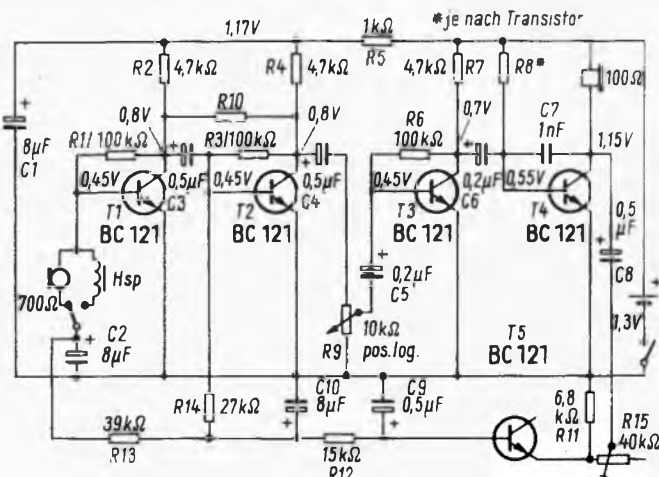 1,17V
1kΩ
R5
*je nach Transistor
R2
4,7kΩ
R4
4,7kΩ
4,7kΩ
R7
R8*
100Ω
R10
8µF
C1
0,8V
0,8V
R6
100kΩ
0,7V
C7
1nF
1,15V
R1/100kΩ
R3/100kΩ
0,45V
0,5µF
C3
0,45V
0,5µF
C4
0,45V
0,2µF
C6
0,55V
0,5
µF
C8
T1
BC 121
T2
BC 121
T3
BC 121
T4
BC 121
Hsp
700Ω
C2
8µF
0,2µF
C5
10kΩ
pos.log.
R9
T5
BC 121
1,3V
R14
27kΩ
C10
8µF
C9
0,5µF
6,8
kΩ
R11
R15
40kΩ
39kΩ
R13
15kΩ
R12